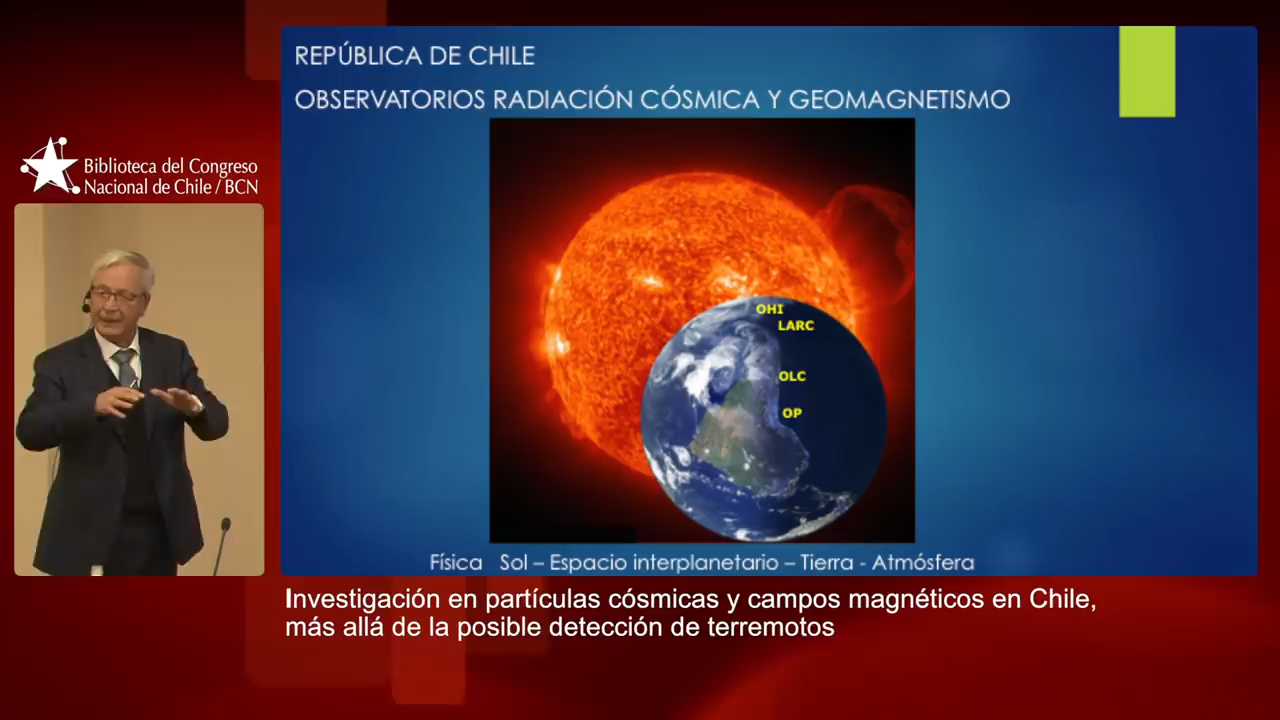 REPÚBLICA DE CHILE
OBSERVATORIOS RADIACIÓN CÓSMICA Y GEOMAGNETISMO
Biblioteca del Congreso
Nacional de Chile / BCN
OHI
LARC
OLC
OP
Física Sol – Espacio interplanetario – Tierra - Atmósfera
Investigación en partículas cósmicas y campos magnéticos en Chile,
más allá de la posible detección de terremotos